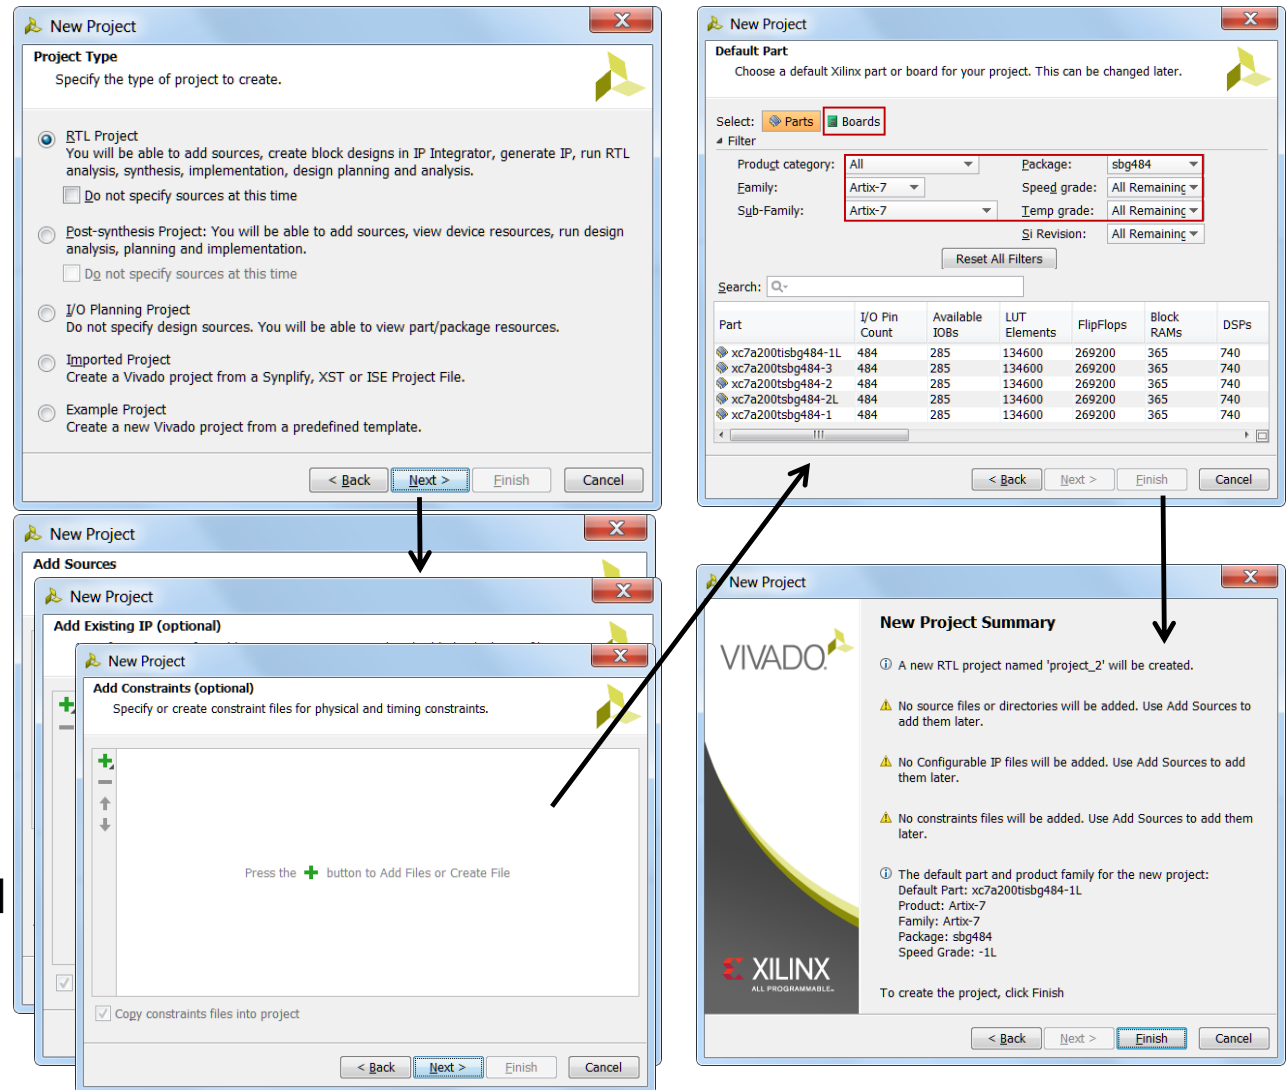 New Project
Project Type
Specify the type of project to create.
RTL Project
You will be able to add sources, create block designs in IP Integrator, generate IP, run RTL
analysis, synthesis, implementation, design planning and analysis.
Do not specify sources at this time
Post-synthesis Project: You will be able to add sources, view device resources, run design
analysis, planning and implementation.
Do not specify sources at this time
I/O Planning Project
Do not specify design sources. You will be able to view part/package resources.
Imported Project
Create a Vivado project from a Synplify, XST or ISE Project File.
Example Project
Create a new Vivado project from a predefined template.
< Back Next > Finish Cancel
New Project
Add Sources
New Project
Add Existing IP (optional)
New Project
Add Constraints (optional)
Specify or create constraint files for physical and timing constraints.
Press the + button to Add Files or Create File
Copy constraints files into project
< Back Next > Finish Cancel
New Project
Default Part
Choose a default Xilinx part or board for your project. This can be changed later.
Select: Parts Boards
Filter
Product category: All Package: sbg484
Family: Artix-7 Speed grade: All Remaining
Sub-Family: Artix-7 Temp grade: All Remaining
Si Revision: All Remaining
Reset All Filters
Search:
Part I/O Pin Count Available IOBs LUT Elements FlipFlops Block RAMs DSPs
xc7a200tisbg484-1L 484 285 134600 269200 365 740
xc7a200tsbg484-3 484 285 134600 269200 365 740
xc7a200tsbg484-2 484 285 134600 269200 365 740
xc7a200tsbg484-2L 484 285 134600 269200 365 740
xc7a200tsbg484-1 484 285 134600 269200 365 740
< Back Next > Finish Cancel
New Project
VIVADO.
New Project Summary
A new RTL project named 'project_2' will be created.
No source files or directories will be added. Use Add Sources to
add them later.
No Configurable IP files will be added. Use Add Sources to add
them later.
No constraints files will be added. Use Add Sources to add them
later.
The default part and product family for the new project:
Default Part: xc7a200tisbg484-1L
Product: Artix-7
Family: Artix-7
Package: sbg484
Speed Grade: -1L
XILINX
ALL PROGRAMMABLE™
To create the project, click Finish
< Back Next > Finish Cancel